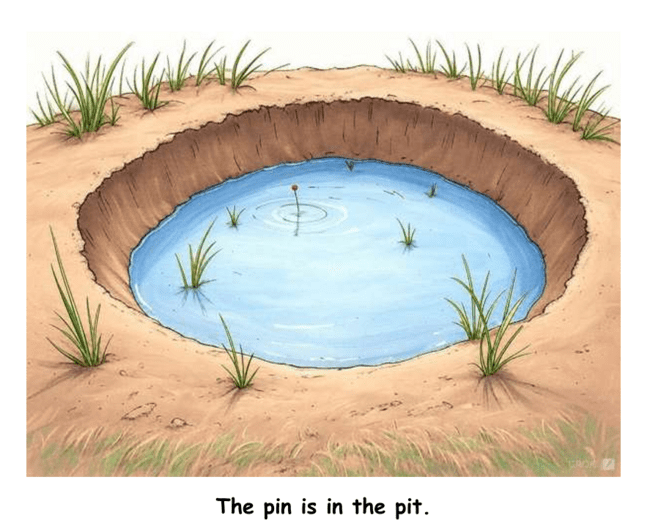 The pin is in the pit.